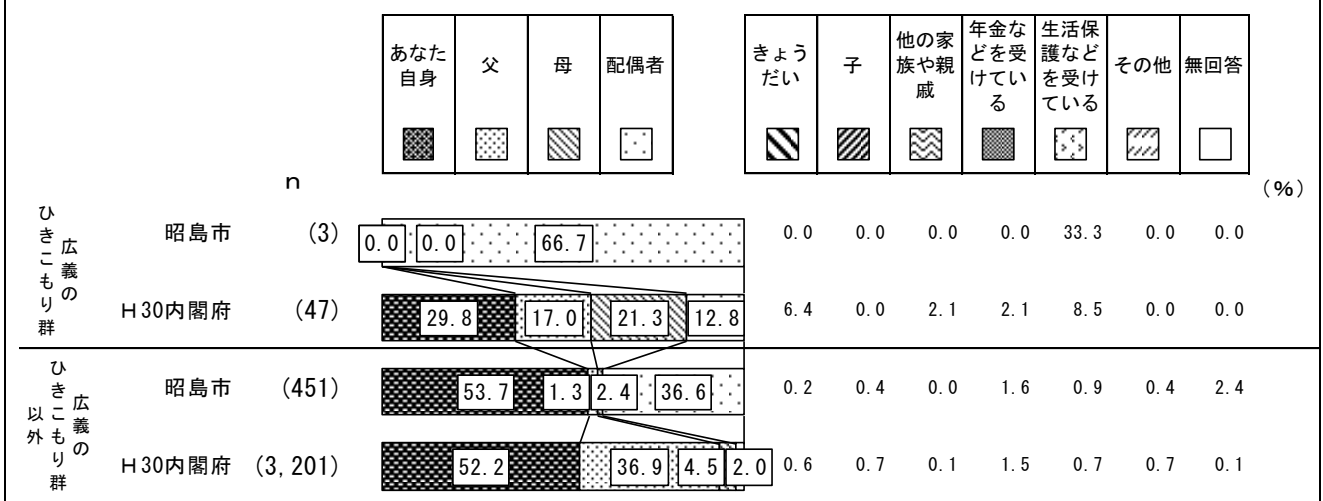 あなた自身
父
母
配偶者
きょうだい
子
他の家族や親戚
年金などを受けている
生活保護などを受けている
その他
無回答
n
(%)
広義のひきこもり群
昭島市 (3) 0.0 0.0 66.7 0.0 0.0 0.0 0.0 33.3 0.0 0.0
H30内閣府 (47) 29.8 17.0 21.3 12.8 6.4 0.0 2.1 2.1 8.5 0.0 0.0
広義のひきこもり群以外
昭島市 (451) 53.7 1.3 2.4 36.6 0.2 0.4 0.0 1.6 0.9 0.4 2.4
H30内閣府 (3,201) 52.2 36.9 4.5 2.0 0.6 0.7 0.1 1.5 0.7 0.7 0.1